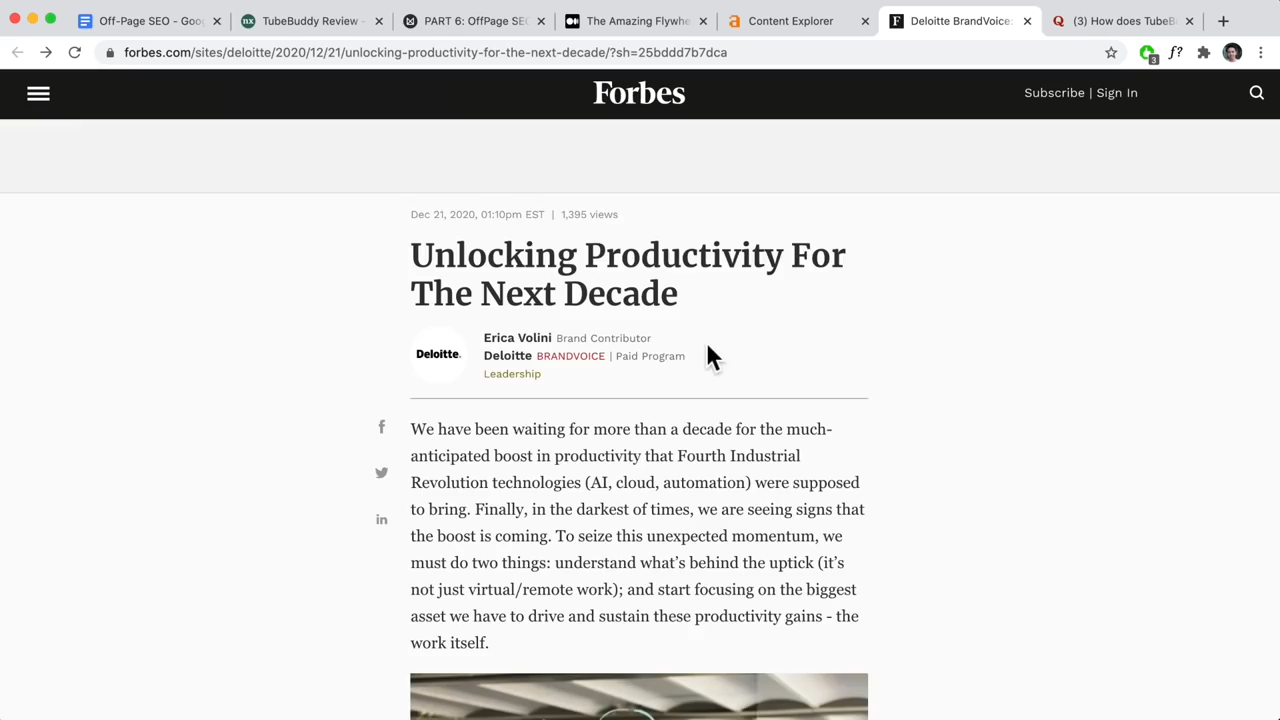 Off-Page SEO - Goo
TubeBuddy Review -
PART 6: OffPage SEO
The Amazing Flywhe
Content Explorer
Deloitte BrandVoice:
(3) How does TubeB
forbes.com/sites/deloitte/2020/12/21/unlocking-productivity-for-the-next-decade/?sh=25bddd7b7dca
3
f?
Forbes
Subscribe | Sign In
Dec 21, 2020, 01:10pm EST | 1,395 views
Unlocking Productivity For
The Next Decade
Deloitte.
Erica Volini Brand Contributor
Deloitte BRANDVOICE | Paid Program
Leadership
We have been waiting for more than a decade for the much-
anticipated boost in productivity that Fourth Industrial
Revolution technologies (AI, cloud, automation) were supposed
to bring. Finally, in the darkest of times, we are seeing signs that
the boost is coming. To seize this unexpected momentum, we
must do two things: understand what’s behind the uptick (it’s
not just virtual/remote work); and start focusing on the biggest
asset we have to drive and sustain these productivity gains - the
work itself.